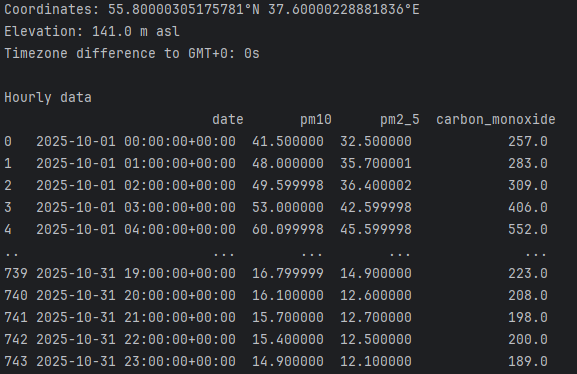 Coordinates: 55.80000305175781°N 37.60000228881836°E
Elevation: 141.0 m asl
Timezone difference to GMT+0: 0s
Hourly data
date pm10 pm2_5 carbon_monoxide
0 2025-10-01 00:00:00+00:00 41.500000 32.500000 257.0
1 2025-10-01 01:00:00+00:00 48.000000 35.700001 283.0
2 2025-10-01 02:00:00+00:00 49.599998 36.400002 309.0
3 2025-10-01 03:00:00+00:00 53.000000 42.599998 406.0
4 2025-10-01 04:00:00+00:00 60.099998 45.599998 552.0
.. ... ... ... ...
739 2025-10-31 19:00:00+00:00 16.799999 14.900000 223.0
740 2025-10-31 20:00:00+00:00 16.100000 12.600000 208.0
741 2025-10-31 21:00:00+00:00 15.700000 12.700000 198.0
742 2025-10-31 22:00:00+00:00 15.400000 12.500000 200.0
743 2025-10-31 23:00:00+00:00 14.900000 12.100000 189.0